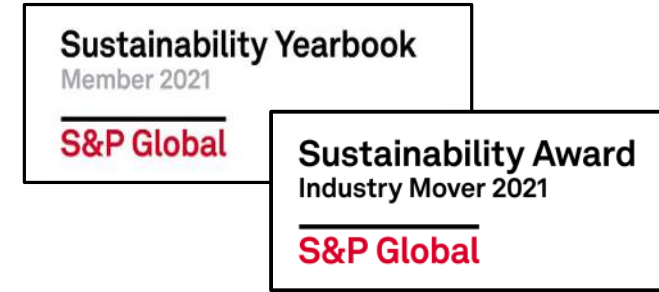 Sustainability Yearbook
Member 2021
S&P Global
Sustainability Award
Industry Mover 2021
S&P Global